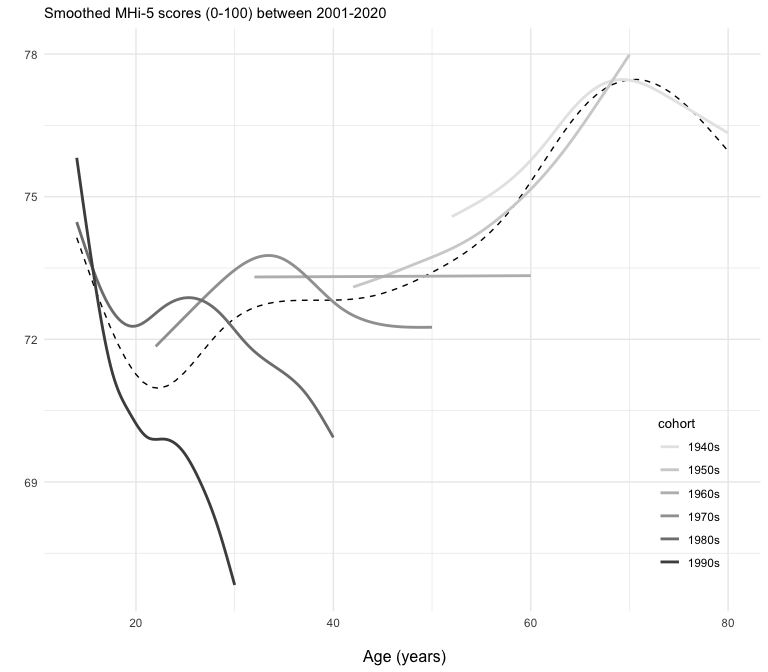 Smoothed MHi-5 scores (0-100) between 2001-2020
78
75
72
69
cohort
1940s
1950s
1960s
1970s
1980s
1990s
20 40 60 80
Age (years)